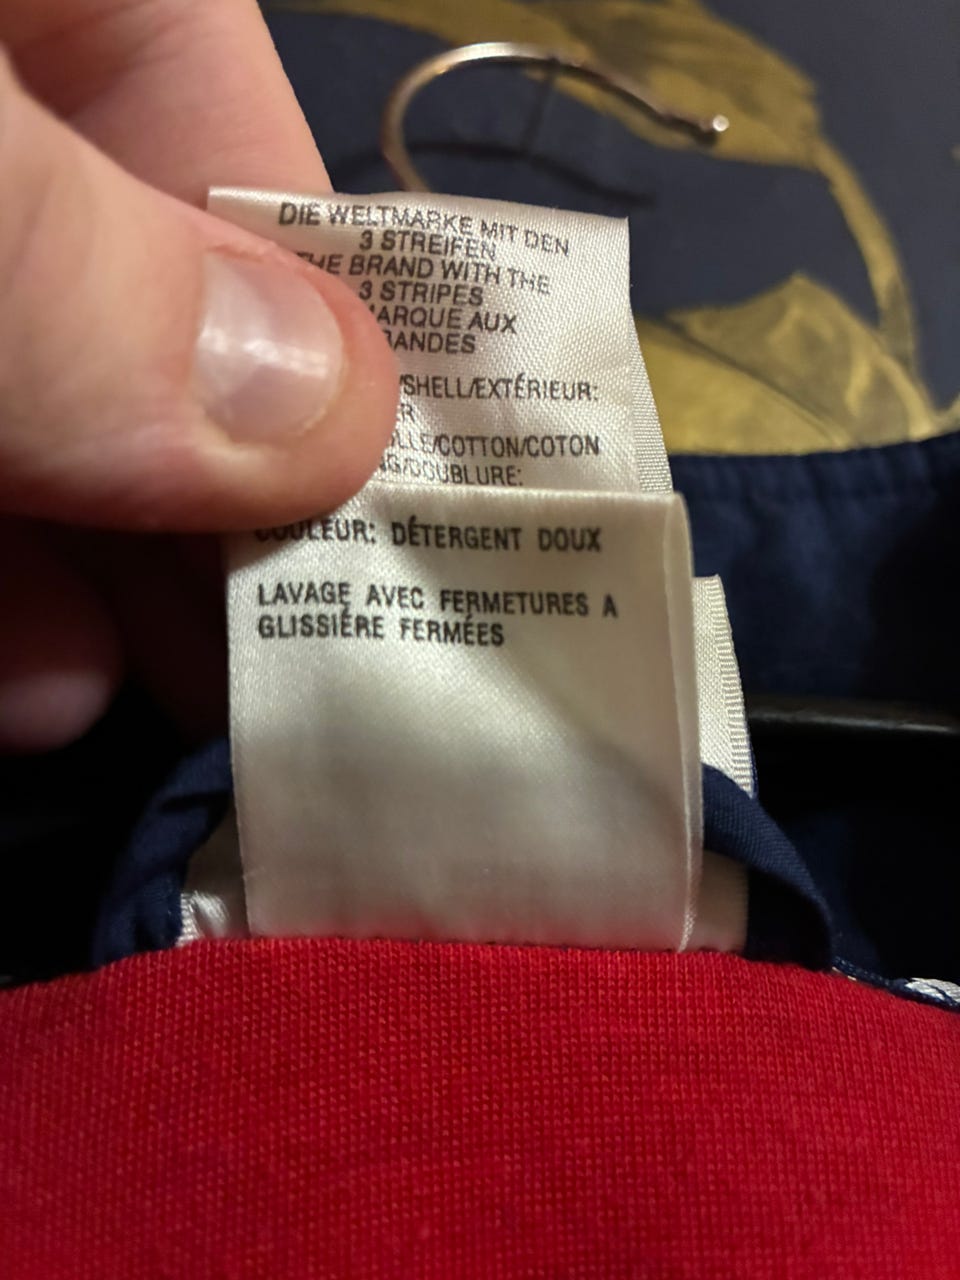 DIE WELTMARKE MIT DEN
3 STREIFEN
THE BRAND WITH THE
3 STRIPES
MARQUE AUX
BANDES
/SHELL/EXTÉRIEUR:
/COTTON/COTON
/DOUBLURE:
COULEUR: DÉTERGENT DOUX
LAVAGE AVEC FERMETURES A
GLISSIÈRE FERMÉES